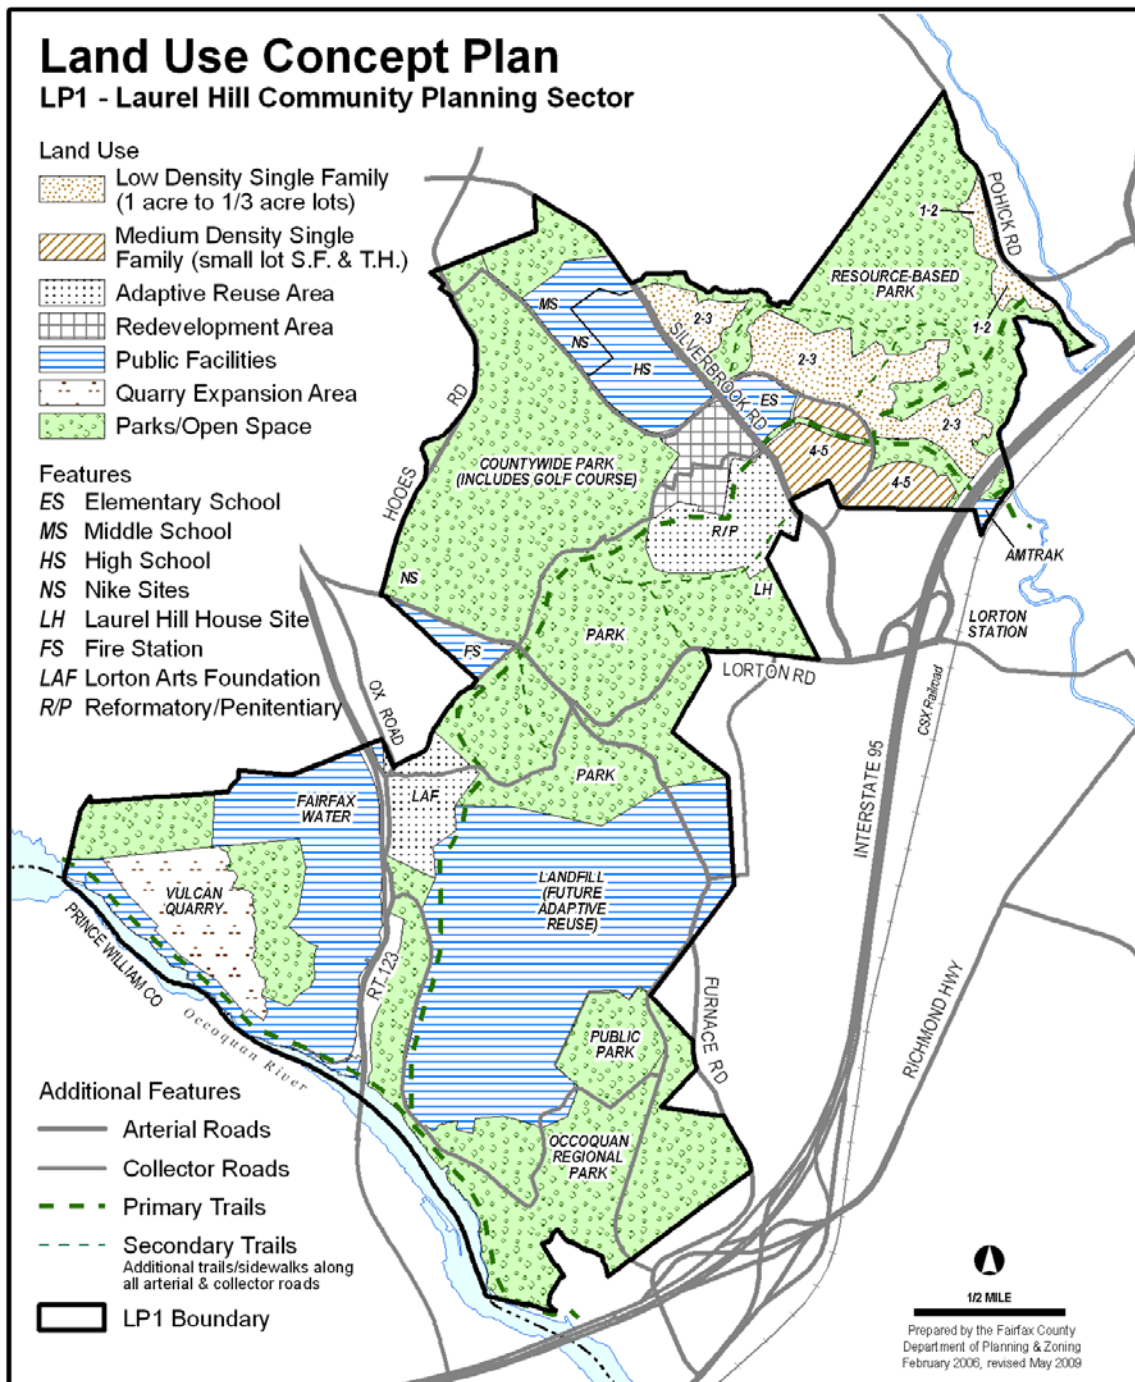 Land Use Concept Plan
LP1 - Laurel Hill Community Planning Sector
Land Use
Low Density Single Family
(1 acre to 1/3 acre lots)
Medium Density Single
Family (small lot S.F. & T.H.)
Adaptive Reuse Area
Redevelopment Area
Public Facilities
Quarry Expansion Area
Parks/Open Space
Features
ES Elementary School
MS Middle School
HS High School
NS Nike Sites
LH Laurel Hill House Site
FS Fire Station
LAF Lorton Arts Foundation
R/P Reformatory/Penitentiary
POHICK RD
1-2
RESOURCE-BASED
PARK
1-2
MS
NS
HS
2-3
SILVERBROOK RD
2-3
ES
2-3
4-5
4-5
HOOES
RD
COUNTYWIDE PARK
(INCLUDES GOLF COURSE)
R/P
AMTRAK
NS
LH
LORTON
STATION
PARK
FS
LORTON RD
OX ROAD
CSX Railroad
PARK
LAF
FAIRFAX
WATER
INTERSTATE 95
VULCAN
QUARRY
LANDFILL
(FUTURE
ADAPTIVE
REUSE)
PRINCE WILLIAM CO
RT. 123
Occoquan River
FURNACE RD
RICHMOND HWY
PUBLIC
PARK
OCCOQUAN
REGIONAL
PARK
Additional Features
Arterial Roads
Collector Roads
Primary Trails
Secondary Trails
Additional trails/sidewalks along
all arterial & collector roads
LP1 Boundary
1/2 MILE
Prepared by the Fairfax County
Department of Planning & Zoning
February 2006, revised May 2009